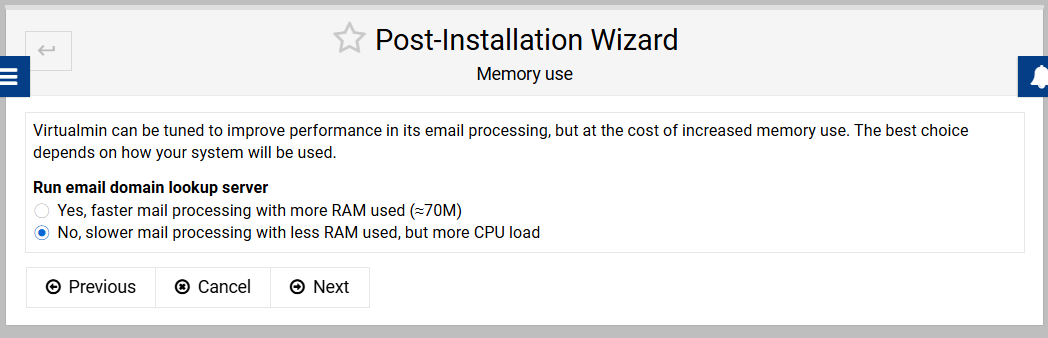 Post-Installation Wizard
Memory use
Virtualmin can be tuned to improve performance in its email processing, but at the cost of increased memory use. The best choice
depends on how your system will be used.
Run email domain lookup server
Yes, faster mail processing with more RAM used (≈70M)
No, slower mail processing with less RAM used, but more CPU load
Previous
Cancel
Next